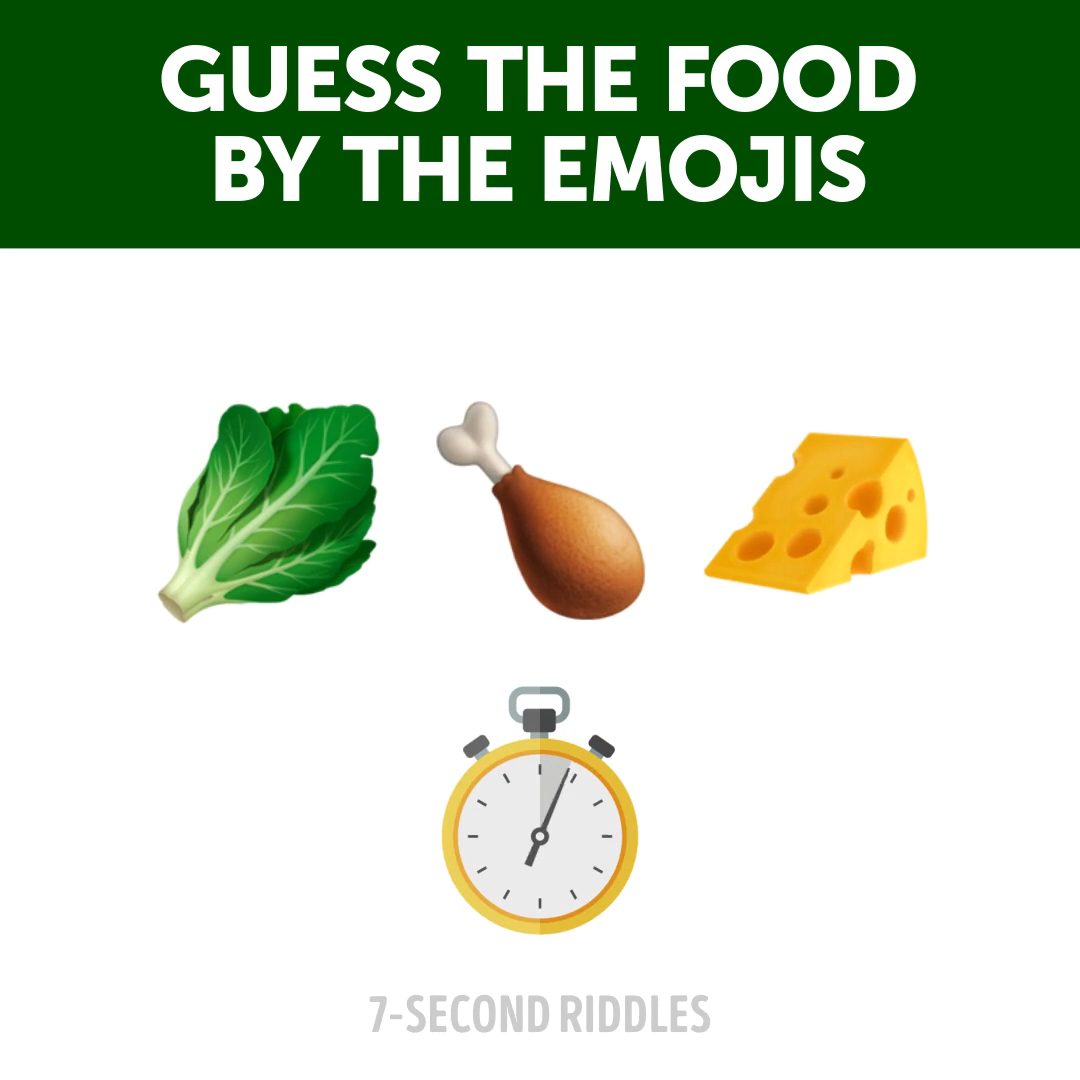 GUESS THE FOOD
BY THE EMOJIS
7-SECOND RIDDLES